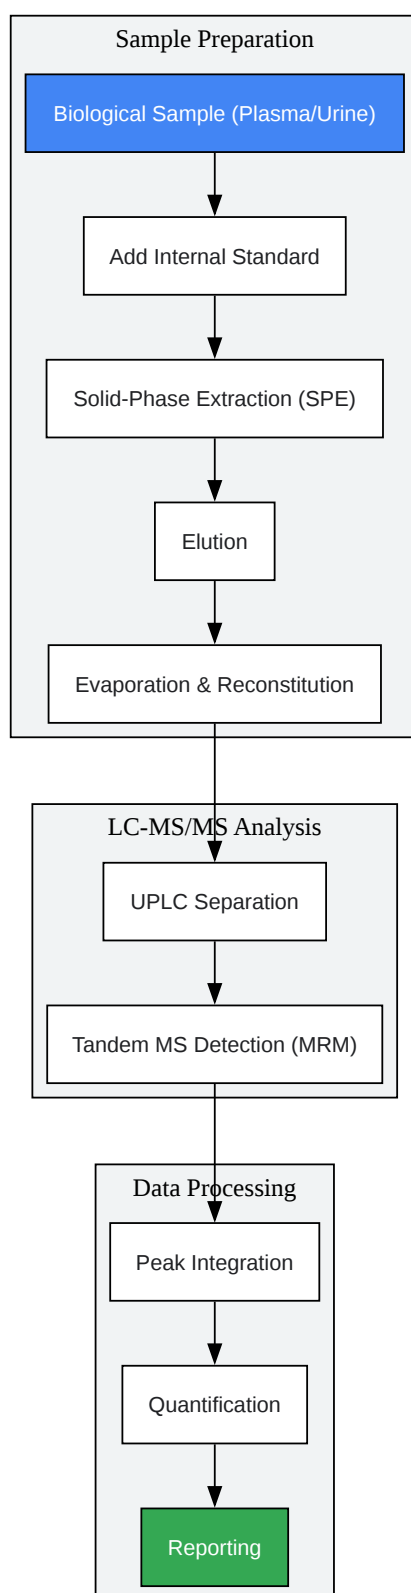 Sample Preparation
Biological Sample (Plasma/Urine)
Add Internal Standard
Solid-Phase Extraction (SPE)
Elution
Evaporation & Reconstitution
LC-MS/MS Analysis
UPLC Separation
Tandem MS Detection (MRM)
Data Processing
Peak Integration
Quantification
Reporting